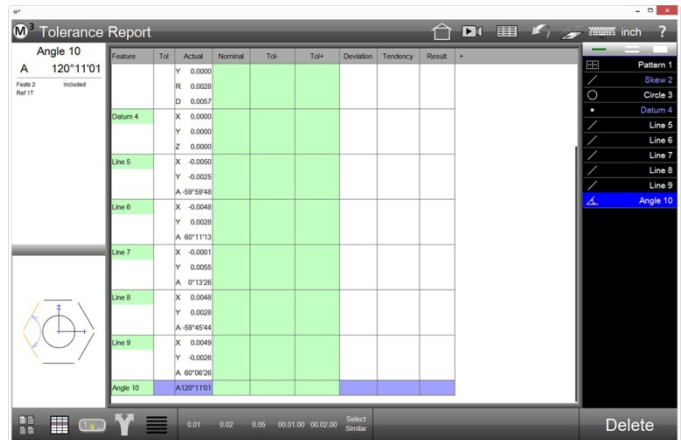 M³
M³ Tolerance Report
inch ?
Angle 10
A 120°11'01
Feats 2 Included
Ref 1T
Feature Tol Actual Nominal Tol- Tol+ Deviation Tendency Result +
Y 0.0000
R 0.0028
D 0.0057
Datum 4 X 0.0000
Y 0.0000
Z 0.0000
Line 5 X -0.0050
Y -0.0025
A -59°59'48
Line 6 X -0.0048
Y 0.0028
A 60°11'13
Line 7 X -0.0001
Y 0.0055
A 0°13'26
Line 8 X 0.0048
Y 0.0028
A -59°45'44
Line 9 X 0.0049
Y -0.0026
A 60°06'26
Angle 10 A120°11'01
Pattern 1
Skew 2
Circle 3
Datum 4
Line 5
Line 6
Line 7
Line 8
Line 9
Angle 10
0.01 0.02 0.05 00.01.00 00.02.00 Select Similar
Delete